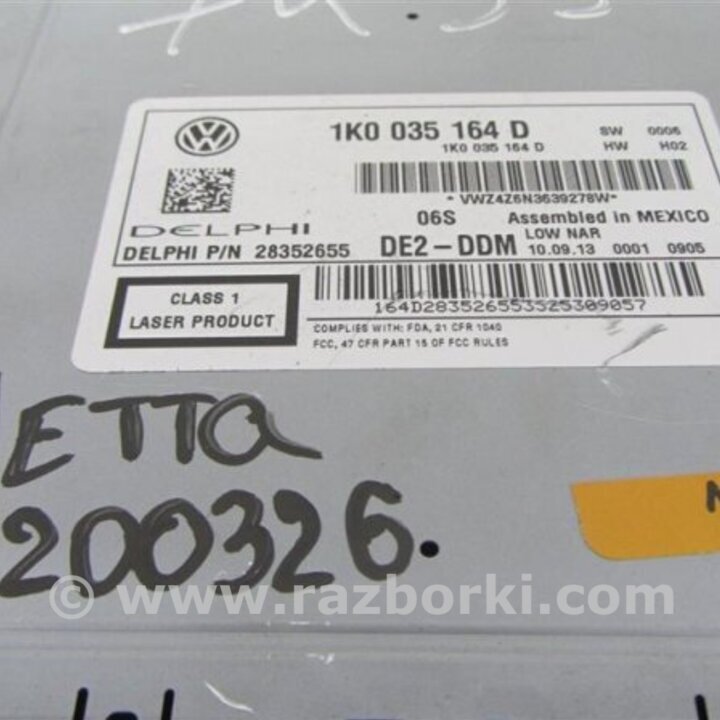 1K0 035 164 D SW 0006
1K0 035 164 D HW H02
- VWZ4Z6N3639278W-
06S Assembled in MEXICO
DELPHI LOW NAR
DELPHI P/N 28352655 DE2-DDM 10.09.13 0001 0905
164D28352655352530905​7
CLASS 1
LASER PRODUCT
COMPLIES WITH: FDA, 21 CFR 1040
FCC, 47 CFR PART 15 OF FCC RULES
ETTA
200326.
© www.razborki.com